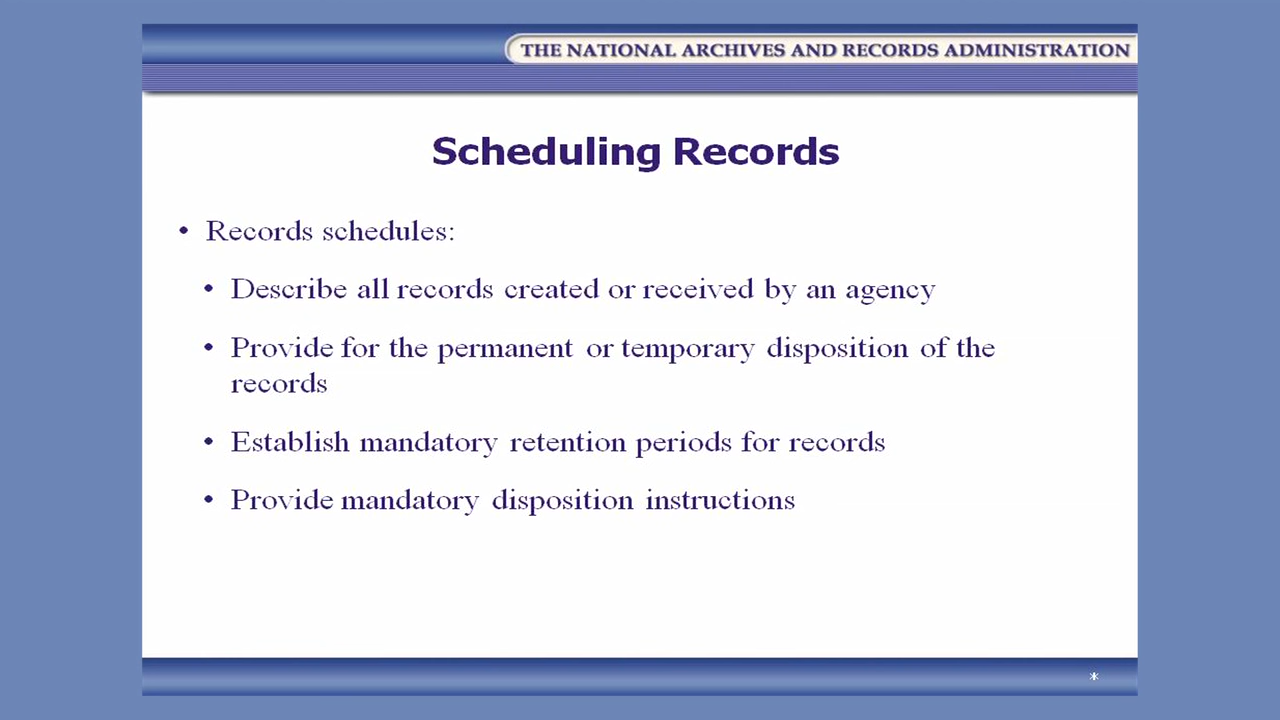 THE NATIONAL ARCHIVES AND RECORDS ADMINISTRATION
Scheduling Records
• Records schedules:
• Describe all records created or received by an agency
• Provide for the permanent or temporary disposition of the
records
• Establish mandatory retention periods for records
• Provide mandatory disposition instructions
*